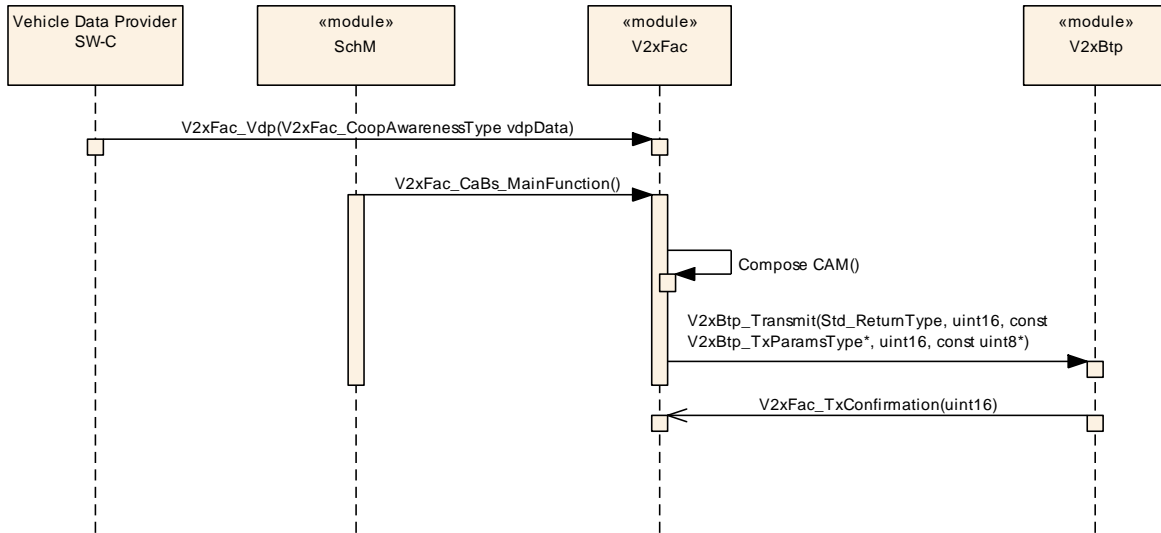 Vehicle Data Provider
SW-C
«module»
SchM
«module»
V2xFac
«module»
V2xBtp
V2xFac_Vdp(V2xFac_CoopAwarenessType vdpData)
V2xFac_CaBs_MainFunction()
Compose CAM()
V2xBtp_Transmit(Std_ReturnType, uint16, const
V2xBtp_TxParamsType*, uint16, const uint8*)
V2xFac_TxConfirmation(uint16)